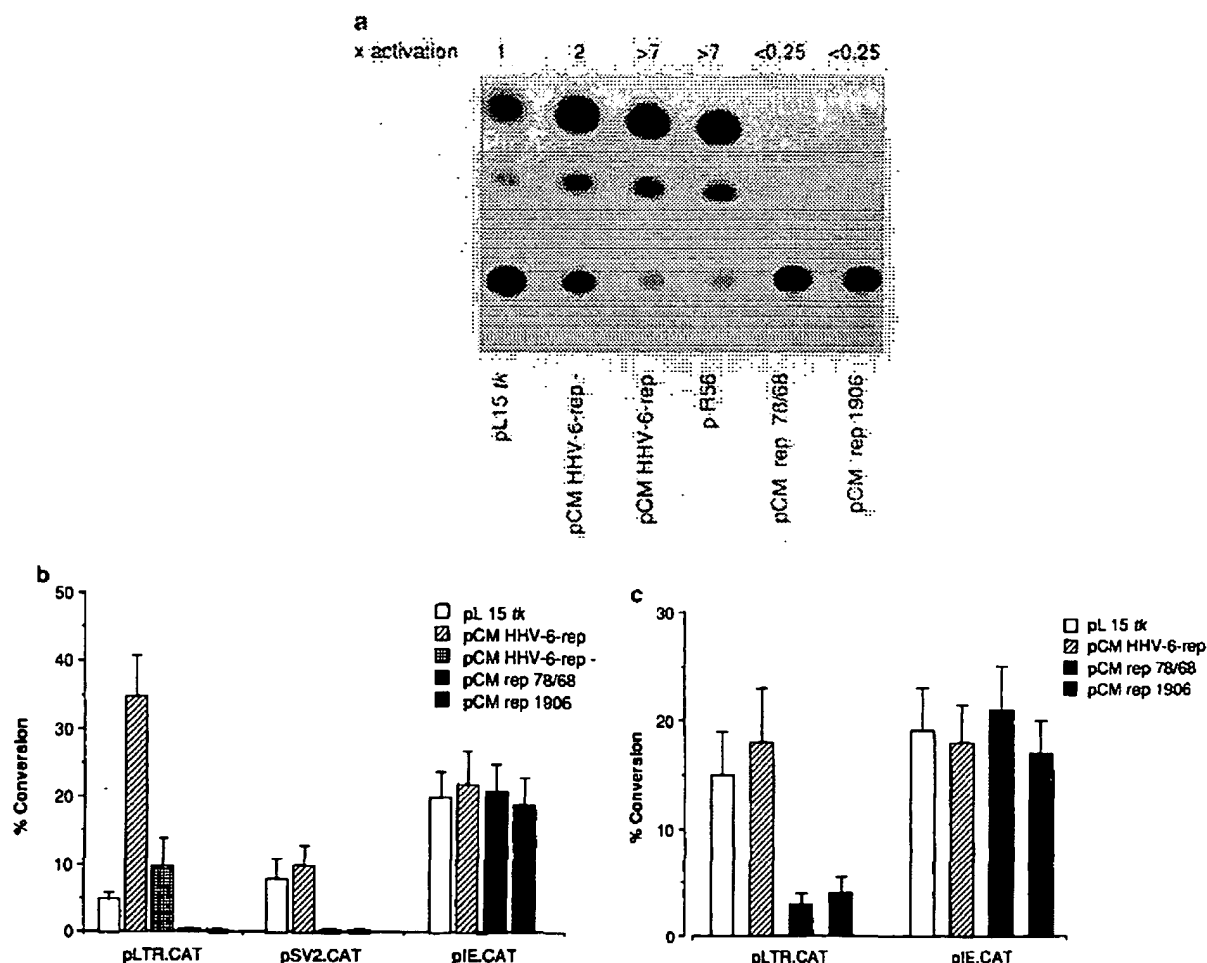 a
x activation 1 2 >7 >7 <0.25 <0.25
pL15 tk
pCM HHV-6-rep -
pCM HHV-6-rep
p R56
pCM rep 78/68
pCM rep 1906
b
50
40
30
20
10
0
% Conversion
pL 15 tk
pCM HHV-6-rep
pCM HHV-6-rep -
pCM rep 78/68
pCM rep 1906
pLTR.CAT pSV2.CAT pIE.CAT
c
30
20
10
0
% Conversion
pL 15 tk
pCM HHV-6-rep
pCM rep 78/68
pCM rep 1906
pLTR.CAT pIE.CAT